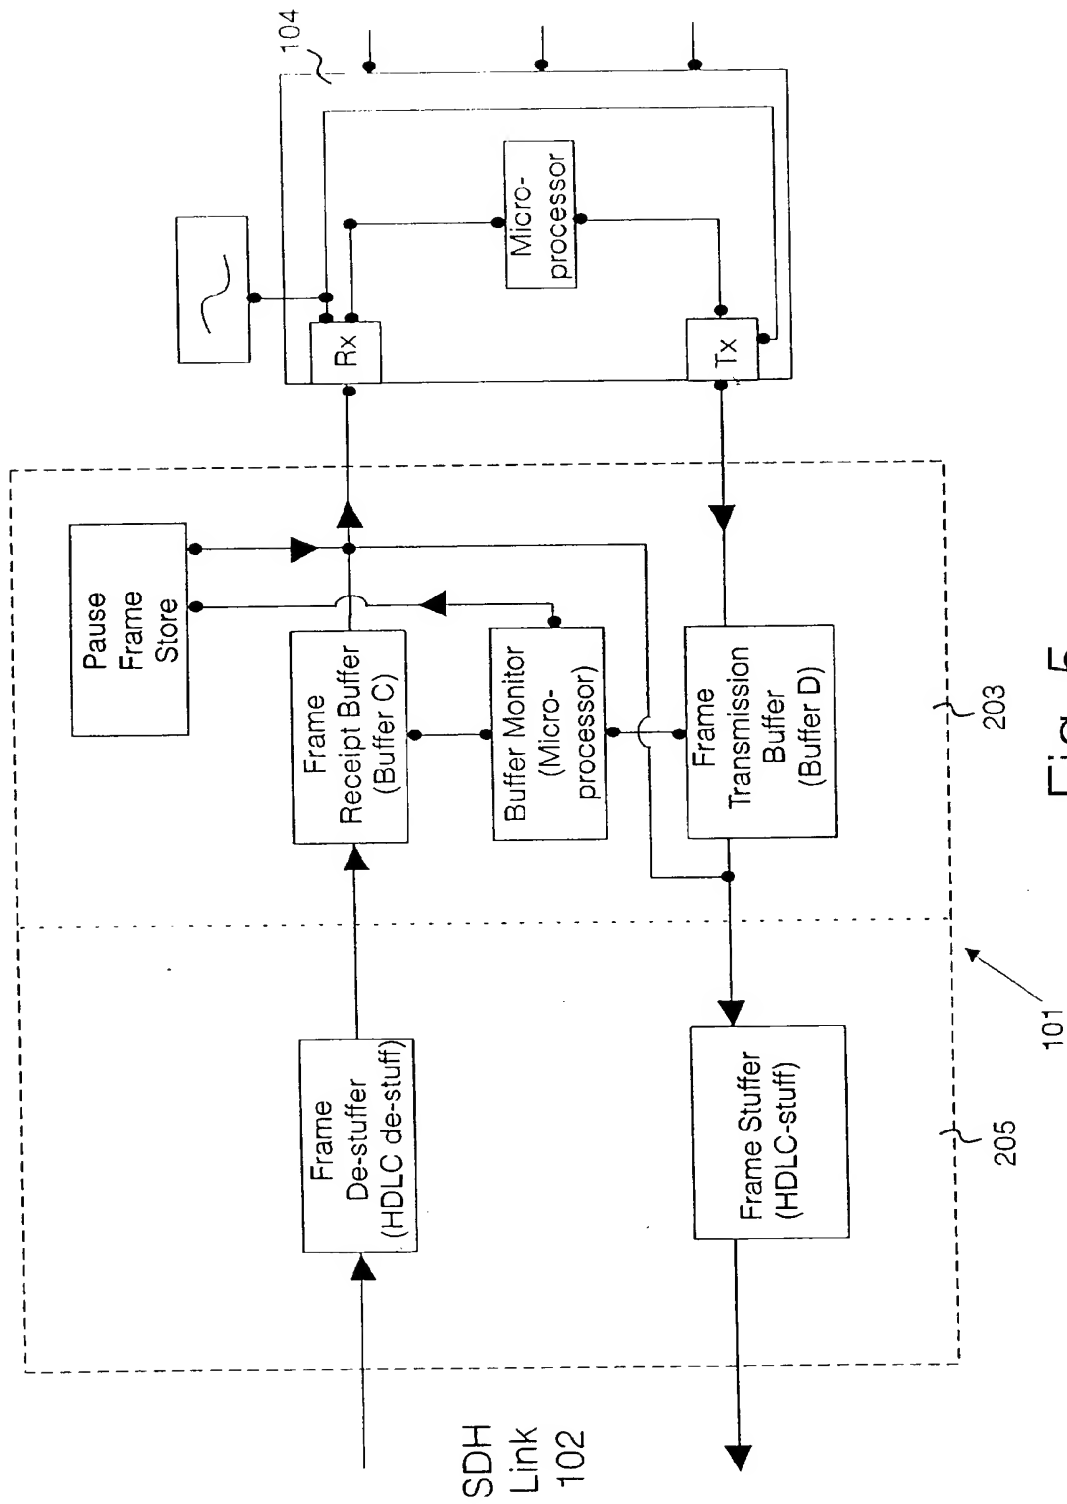 104
Micro-
processor
Rx
Tx
Pause
Frame
Store
Frame
Receipt Buffer
(Buffer C)
Buffer Monitor
(Micro-
processor)
Frame
Transmission
Buffer
(Buffer D)
203
Frame
De-stuffer
(HDLC de-stuff)
Frame Stuffer
(HDLC-stuff)
205
101
SDH
Link
102
Fig. 5